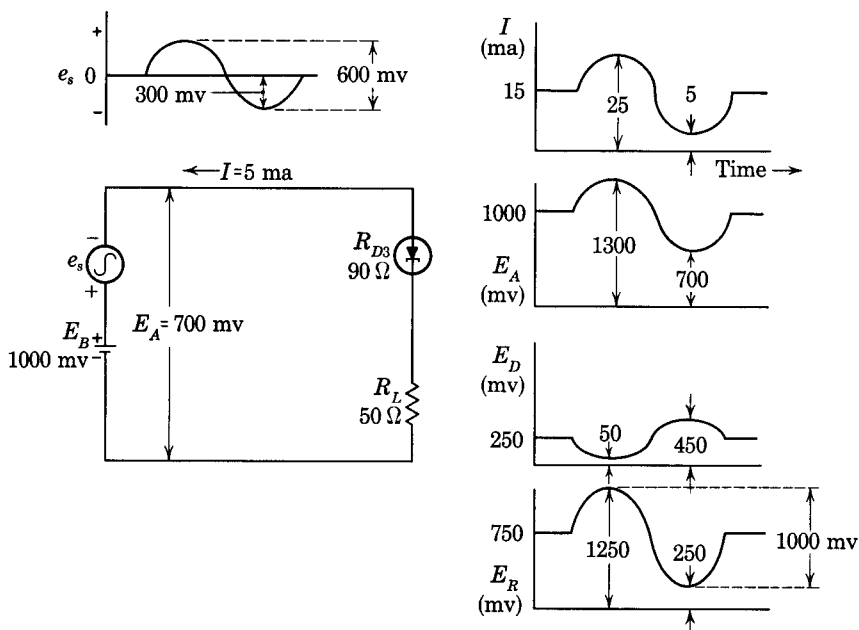 +
e_s 0
−
300 mv
600 mv
←I=5 ma
−
e_s
+
E_B +
1000 mv −
E_A = 700 mv
R_D3
90 Ω
R_L
50 Ω
I
(ma)
15
25
5
Time →
1000
1300
E_A
(mv)
700
E_D
(mv)
250
50
450
750
1250
250
1000 mv
E_R
(mv)